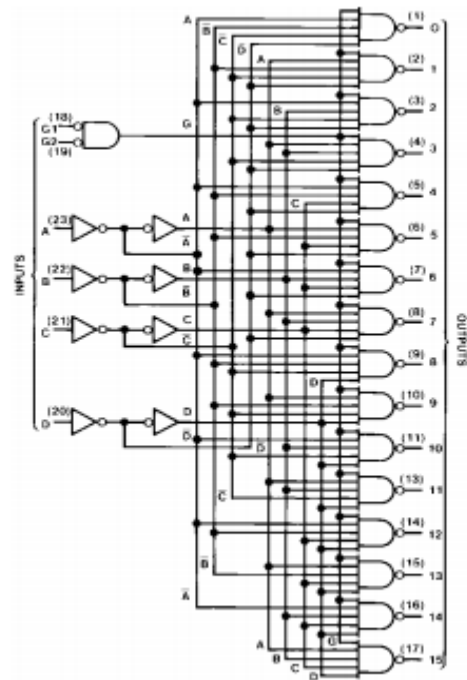 A (1) 0
B̅
C̅
D̅ (2) 1
A
(3) 2
B
(18)
G1 G (4) 3
G2
(19)
(5) 4
C
(23) A (6) 5
A A̅
(22) B (7) 6
B B̅
(21) C (8) 7
C C̅
(9) 8
D
(20) D (10) 9
D D̅
D̅ (11) 10
(13) 11
C̅
(14) 12
B̅ (15) 13
A̅ (16) 14
G
A (17) 15
B
C
D
INPUTS
OUTPUTS